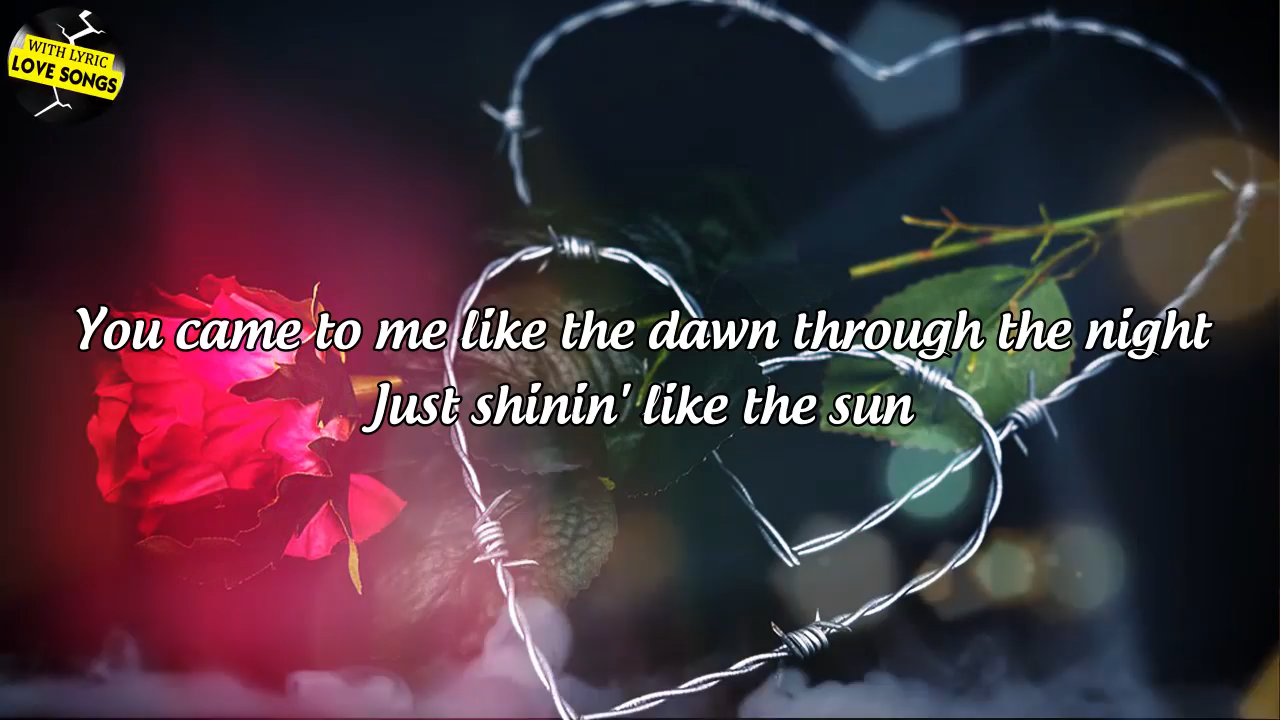 WITH LYRIC
LOVE SONGS
You came to me like the dawn through the night
Just shinin' like the sun